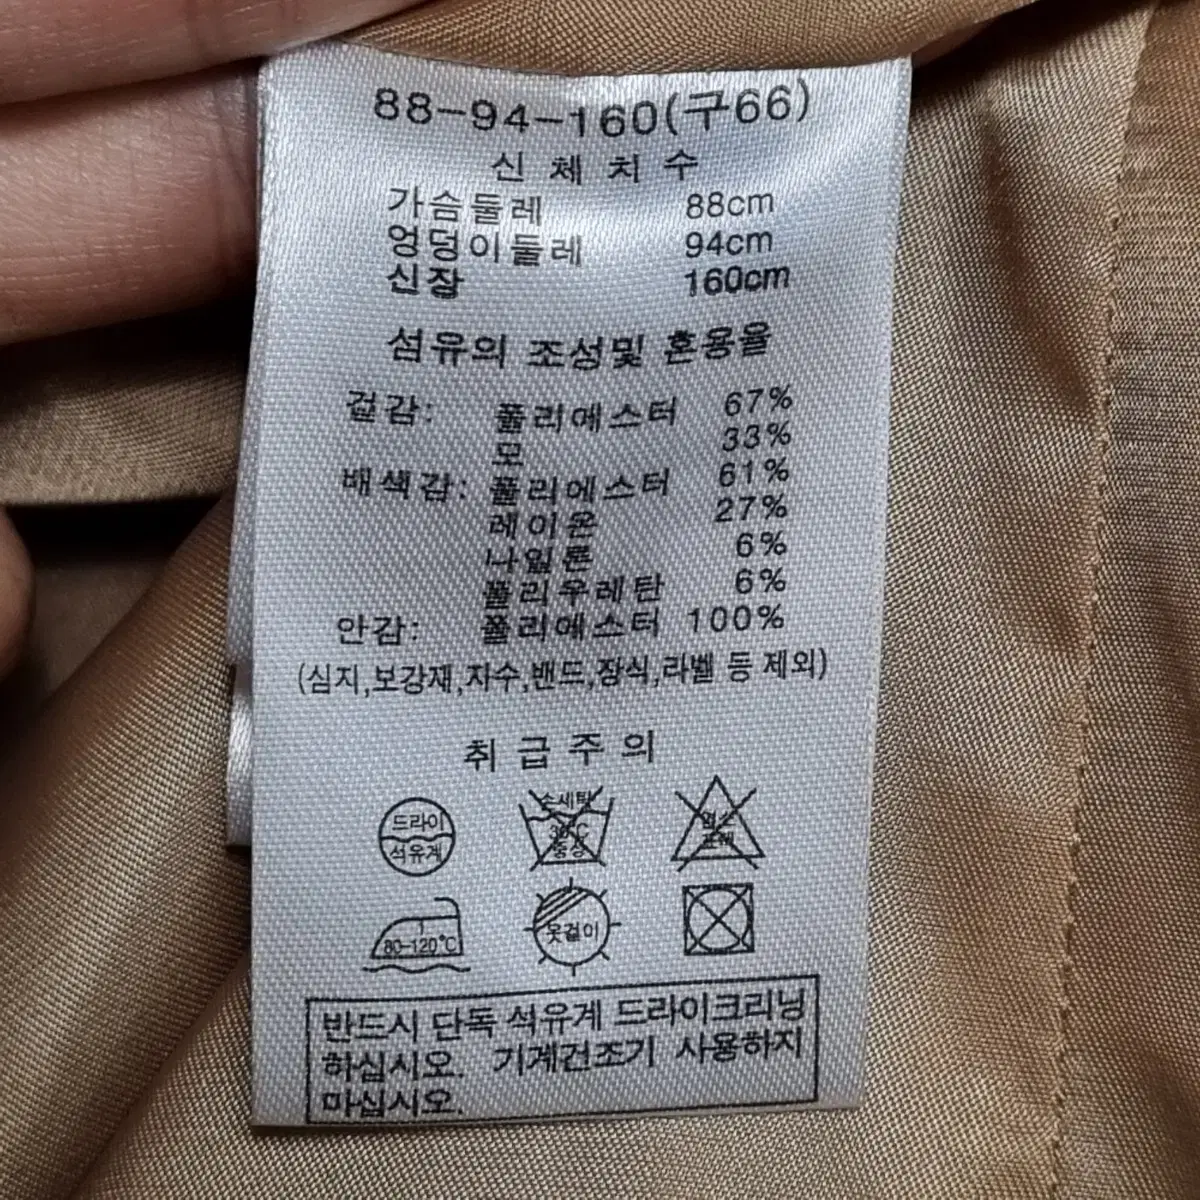 88-94-160(구66)
신체치수
가슴둘레 88cm
엉덩이둘레 94cm
신장 160cm
섬유의 조성및 혼용율
겉감: 폴리에스터 67%
모 33%
배색감: 폴리에스터 61%
레이온 27%
나일론 6%
폴리우레탄 6%
안감: 폴리에스터 100%
(심지,보강재,자수,밴드,장식,라벨 등 제외)
취급주의
드라이
석유계
손세탁
30℃
중성
염소
표백
80-120℃
옷걸이
반드시 단독 석유계 드라이크리닝
하십시오. 기계건조기 사용하지
마십시오.